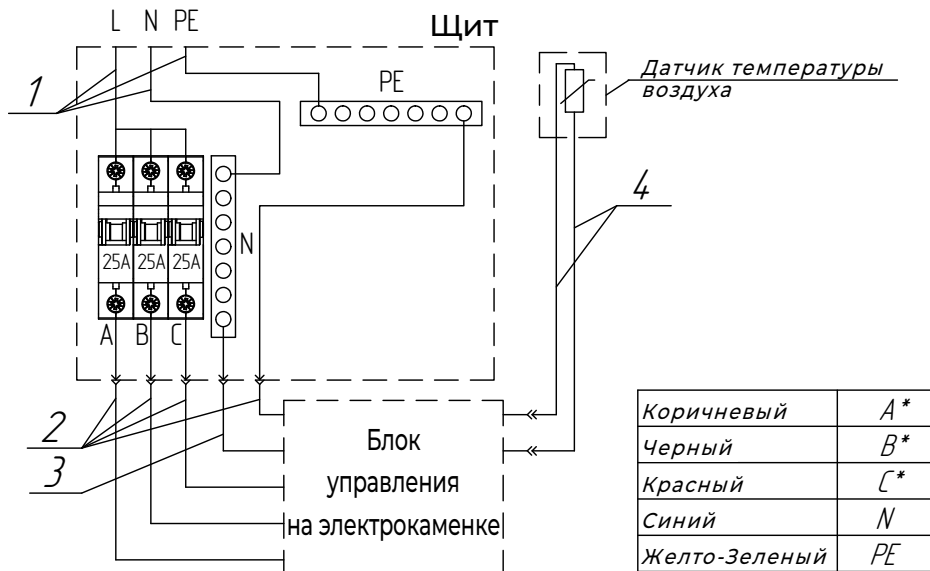 L N PE
Щит
1
PE
Датчик температуры
воздуха
4
N
25A 25A 25A
A B C
2
3
Блок
управления
на электрокаменке
Коричневый A*
Черный B*
Красный C*
Синий N
Желто-Зеленый PE